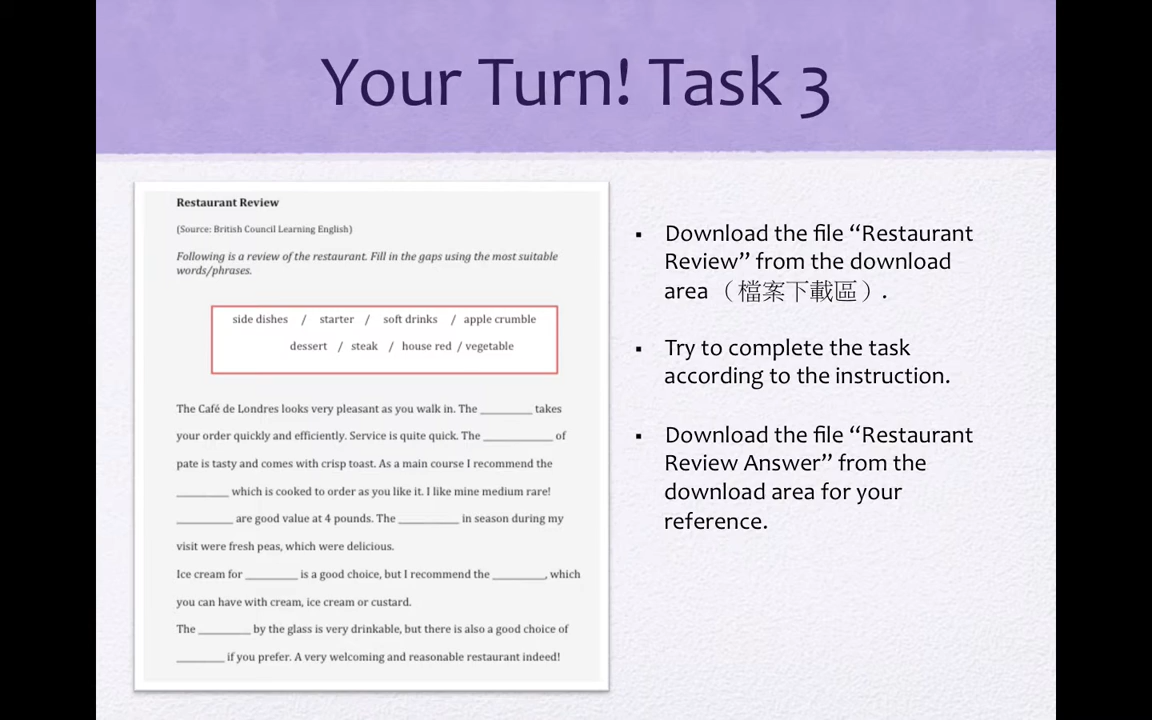 Your Turn! Task 3
Restaurant Review
(Source: British Council Learning English)
Following is a review of the restaurant. Fill in the gaps using the most suitable
words/phrases.
side dishes / starter / soft drinks / apple crumble
dessert / steak / house red / vegetable
The Café de Londres looks very pleasant as you walk in. The _________ takes
your order quickly and efficiently. Service is quite quick. The ____________ of
pate is tasty and comes with crisp toast. As a main course I recommend the
_________ which is cooked to order as you like it. I like mine medium rare!
__________ are good value at 4 pounds. The ___________ in season during my
visit were fresh peas, which were delicious.
Ice cream for _________ is a good choice, but I recommend the _________, which
you can have with cream, ice cream or custard.
The _________ by the glass is very drinkable, but there is also a good choice of
_________ if you prefer. A very welcoming and reasonable restaurant indeed!
▪ Download the file “Restaurant
Review” from the download
area（檔案下載區）.
▪ Try to complete the task
according to the instruction.
▪ Download the file “Restaurant
Review Answer” from the
download area for your
reference.